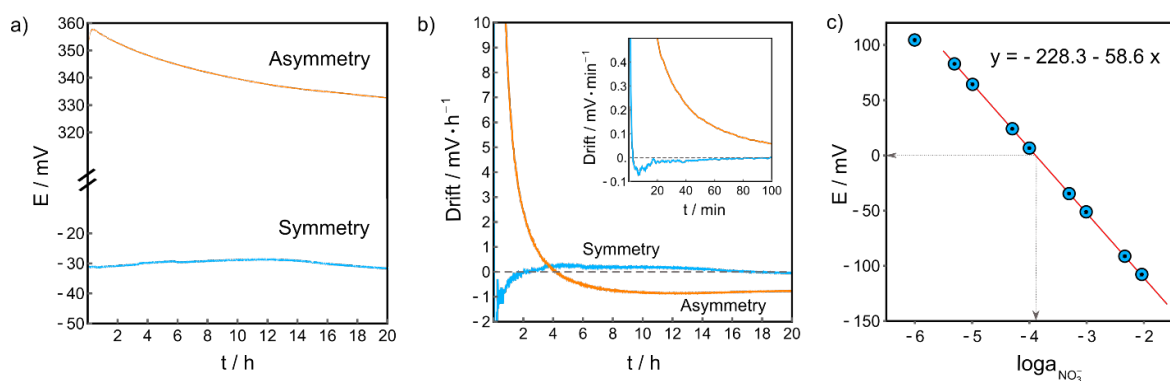 a)
E / mV
360
350
340
330
320
-20
-30
-40
-50
Asymmetry
Symmetry
2 4 6 8 10 12 14 16 18 20
t / h
b)
Drift / mV·h⁻¹
10
9
8
7
6
5
4
3
2
1
0
-1
-2
Symmetry
Asymmetry
2 4 6 8 10 12 14 16 18 20
t / h
Drift / mV·min⁻¹
0.5
0.4
0.3
0.2
0.1
0
-0.1
20 40 60 80 100
t / min
c)
E / mV
100
50
0
-50
-100
-150
y = - 228.3 - 58.6 x
-6 -5 -4 -3 -2
loga NO₃⁻